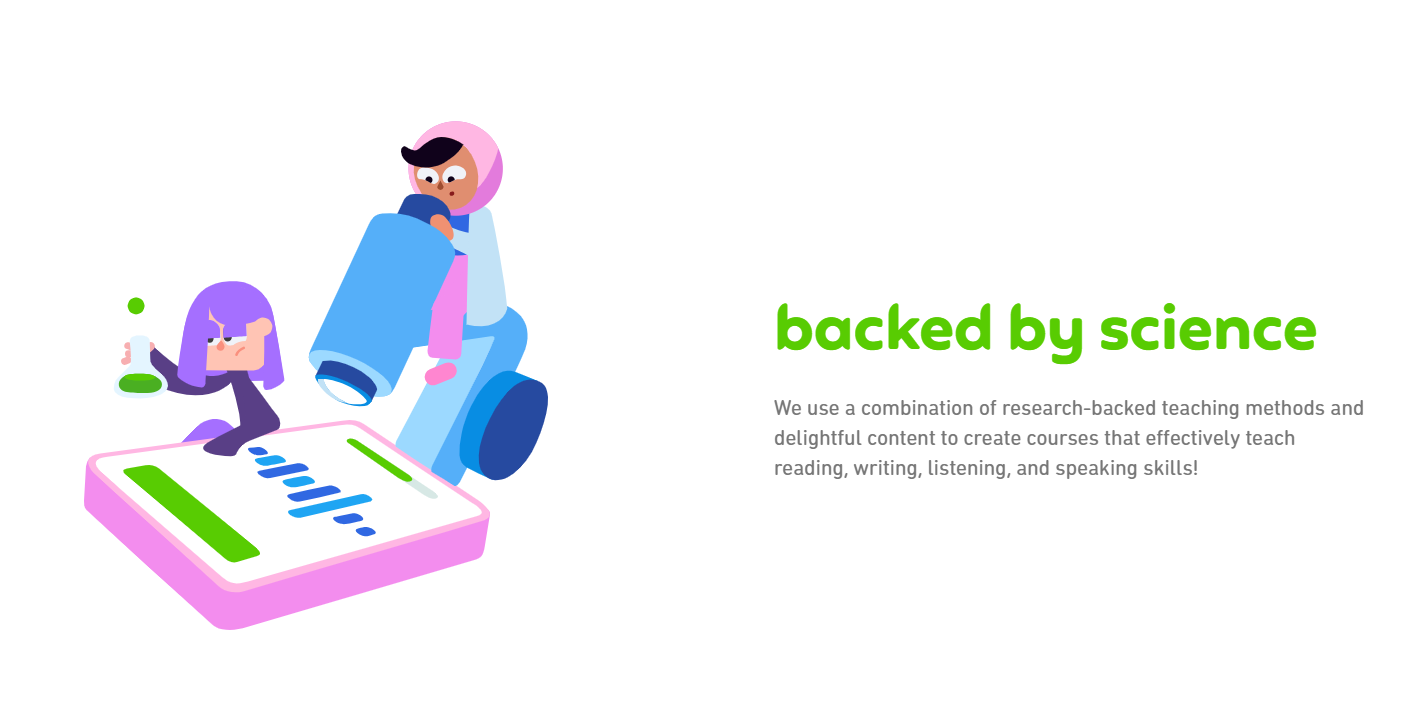 backed by science
We use a combination of research-backed teaching methods and
delightful content to create courses that effectively teach
reading, writing, listening, and speaking skills!